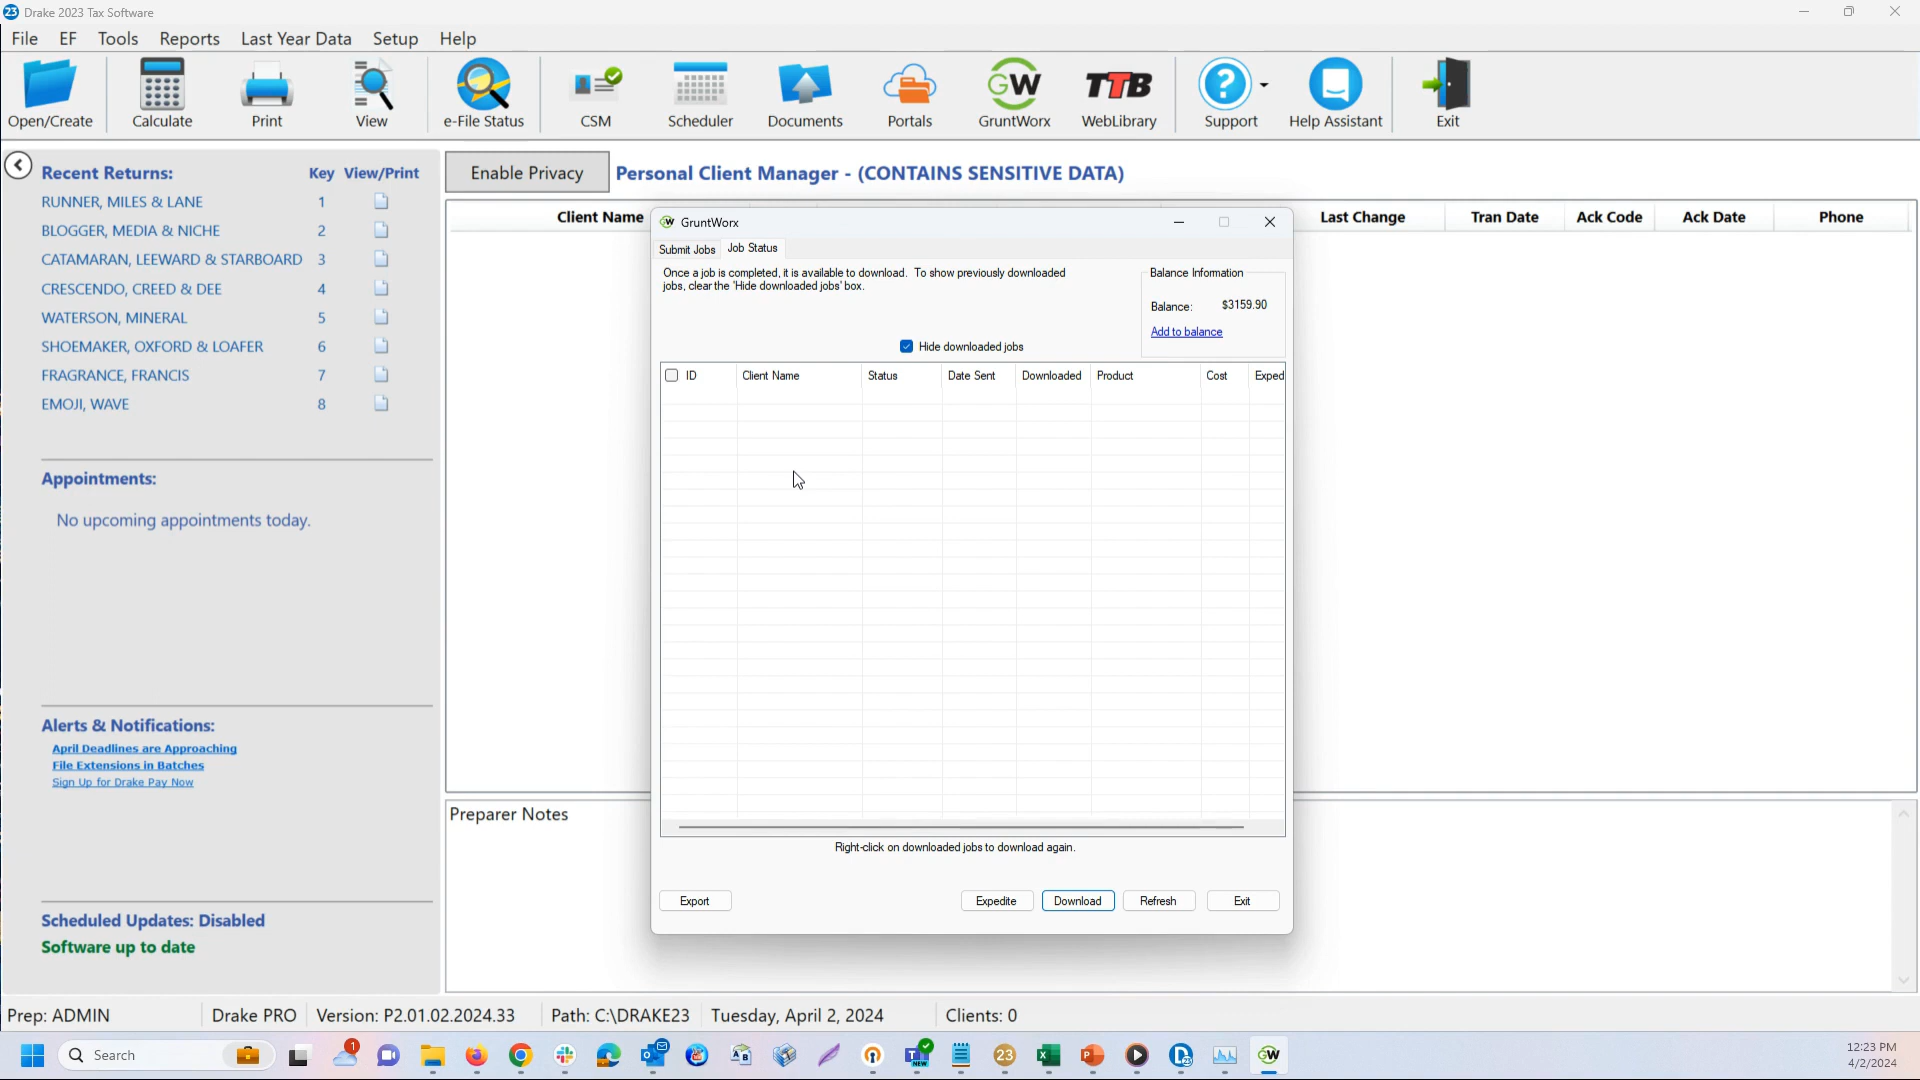 23 Drake 2023 Tax Software
File EF Tools Reports Last Year Data Setup Help
Open/Create Calculate Print View e-File Status CSM Scheduler Documents Portals GW GruntWorx TTB WebLibrary Support Help Assistant Exit
Recent Returns: Key View/Print
RUNNER, MILES & LANE 1
BLOGGER, MEDIA & NICHE 2
CATAMARAN, LEEWARD & STARBOARD 3
CRESCENDO, CREED & DEE 4
WATERSON, MINERAL 5
SHOEMAKER, OXFORD & LOAFER 6
FRAGRANCE, FRANCIS 7
EMOJI, WAVE 8
Appointments:
No upcoming appointments today.
Alerts & Notifications:
April Deadlines are Approaching
File Extensions in Batches
Sign Up for Drake Pay Now
Scheduled Updates: Disabled
Software up to date
Enable Privacy Personal Client Manager - (CONTAINS SENSITIVE DATA)
Client Name Last Change Tran Date Ack Code Ack Date Phone
GW GruntWorx
Submit Jobs Job Status
Once a job is completed, it is available to download. To show previously downloaded
jobs, clear the 'Hide downloaded jobs' box.
Balance Information
Balance: $3159.90
Add to balance
Hide downloaded jobs
ID Client Name Status Date Sent Downloaded Product Cost Exped
Right-click on downloaded jobs to download again.
Export Expedite Download Refresh Exit
Preparer Notes
Prep: ADMIN Drake PRO Version: P2.01.02.2024.33 Path: C:\DRAKE23 Tuesday, April 2, 2024 Clients: 0
Search 1 NEW 23 GW
12:23 PM
4/2/2024